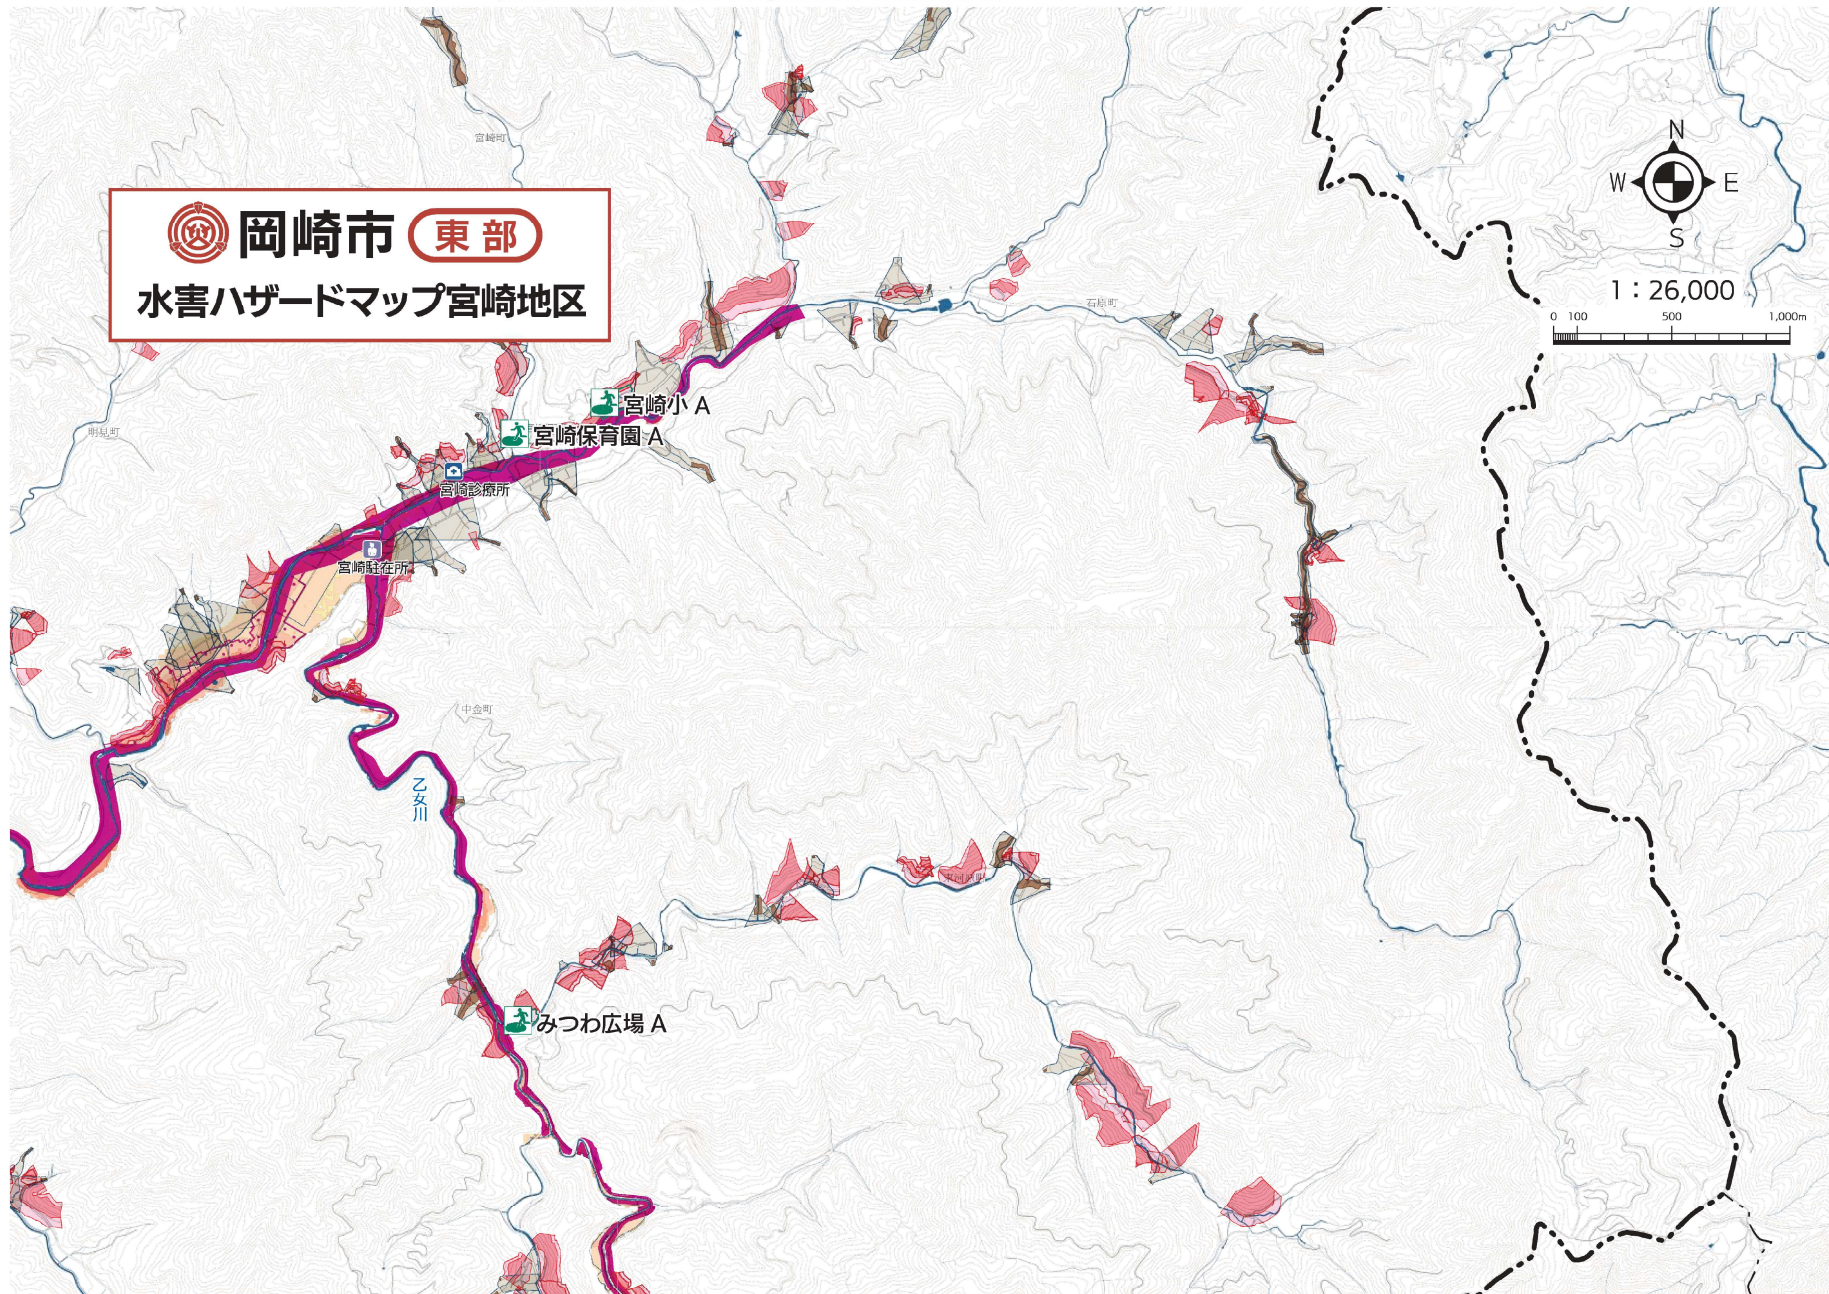 岡崎市 東部
水害ハザードマップ宮崎地区
N
W E
S
1：26,000
0 100 500 1,000m
宮崎町
石原町
明見町
宮崎小 A
宮崎保育園 A
宮崎診療所
宮崎駐在所
中金町
乙女川
みつわ広場 A